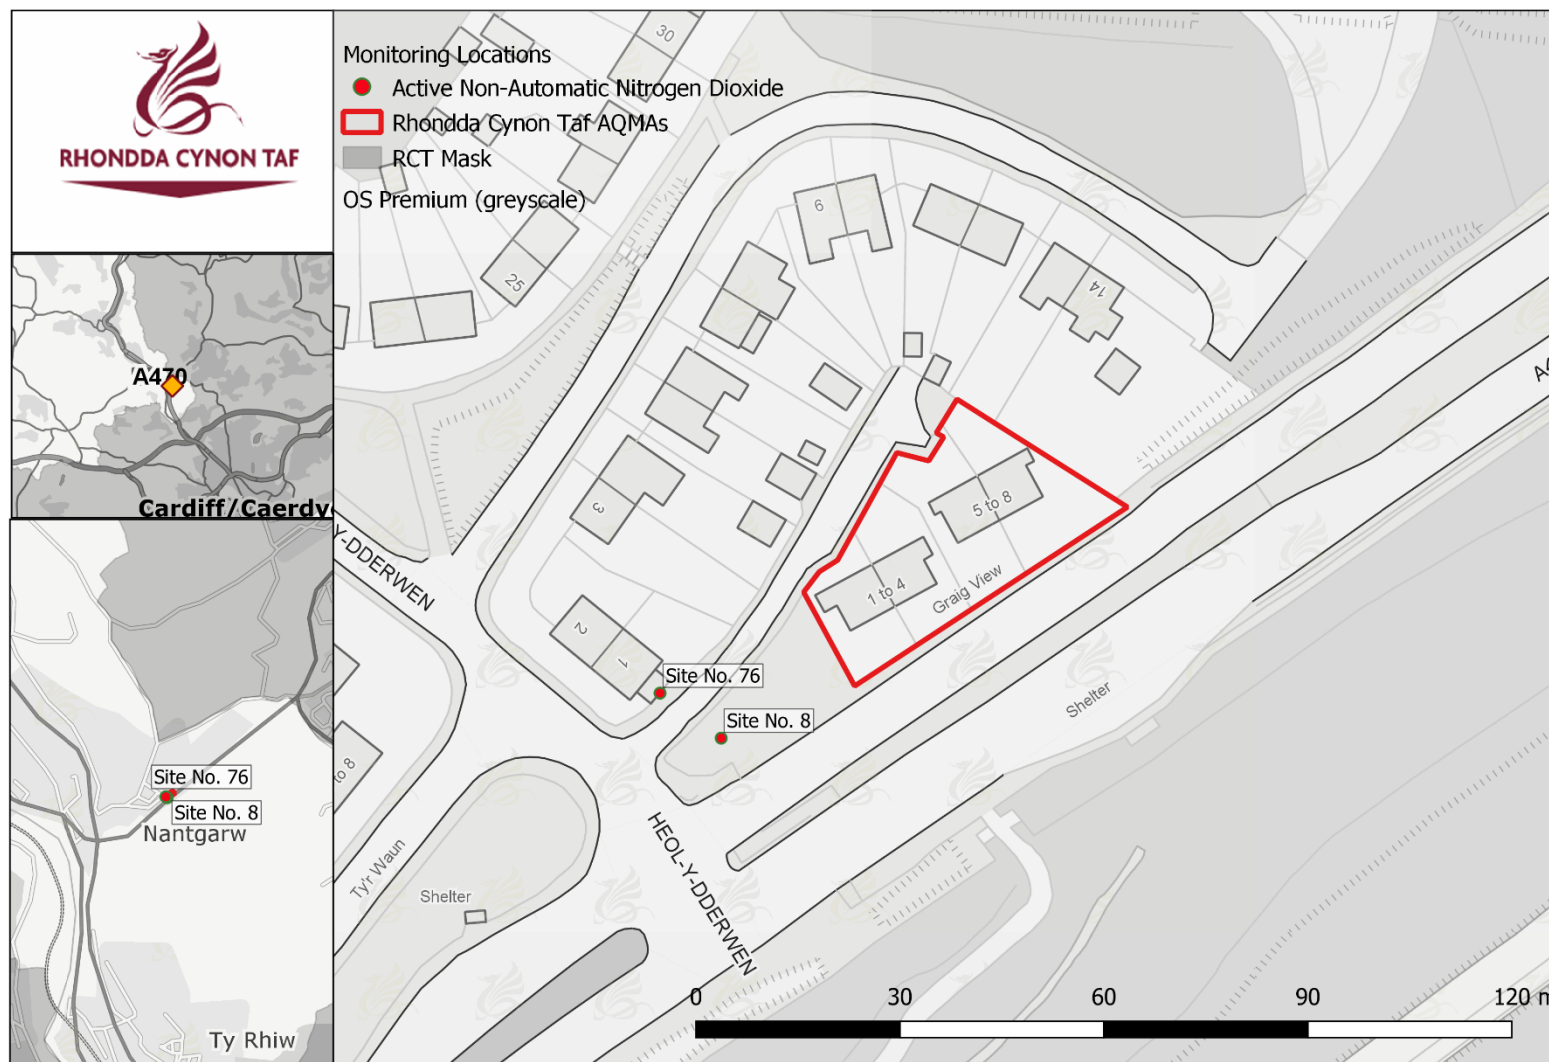 RHONDDA CYNON TAF
Monitoring Locations
Active Non-Automatic Nitrogen Dioxide
Rhondda Cynon Taf AQMAs
RCT Mask
OS Premium (greyscale)
A470
Cardiff/Caerdy
Site No. 76
Site No. 8
Nantgarw
Ty Rhiw
30
25
6
14
3
2
1
5 to 8
1 to 4
Graig View
Y-DDERWEN
Site No. 76
Site No. 8
Shelter
to 8
Ty'r Waun
Shelter
HEOL-Y-DDERWEN
A4
0 30 60 90 120 m